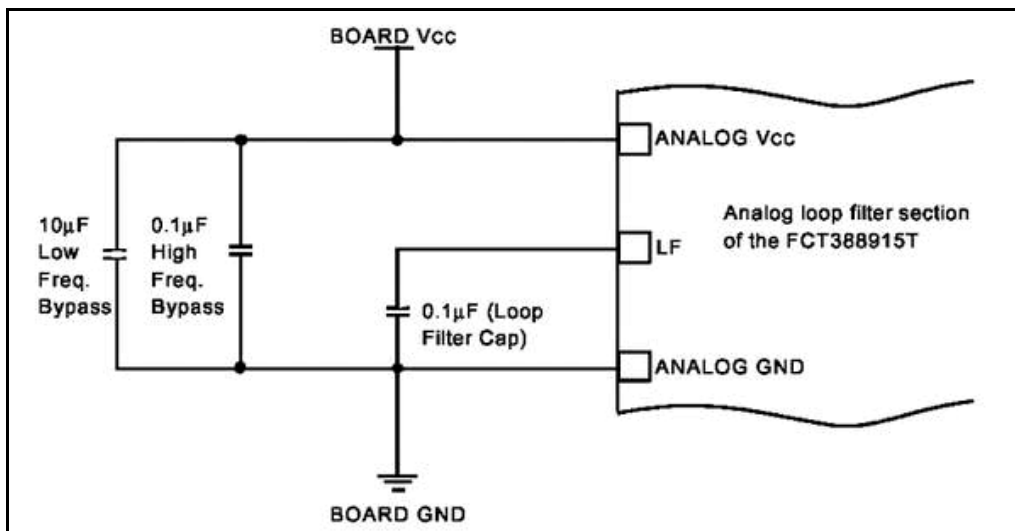 BOARD Vcc
ANALOG Vcc
10µF
Low
Freq.
Bypass
0.1µF
High
Freq.
Bypass
Analog loop filter section
of the FCT388915T
LF
0.1µF (Loop
Filter Cap)
ANALOG GND
BOARD GND